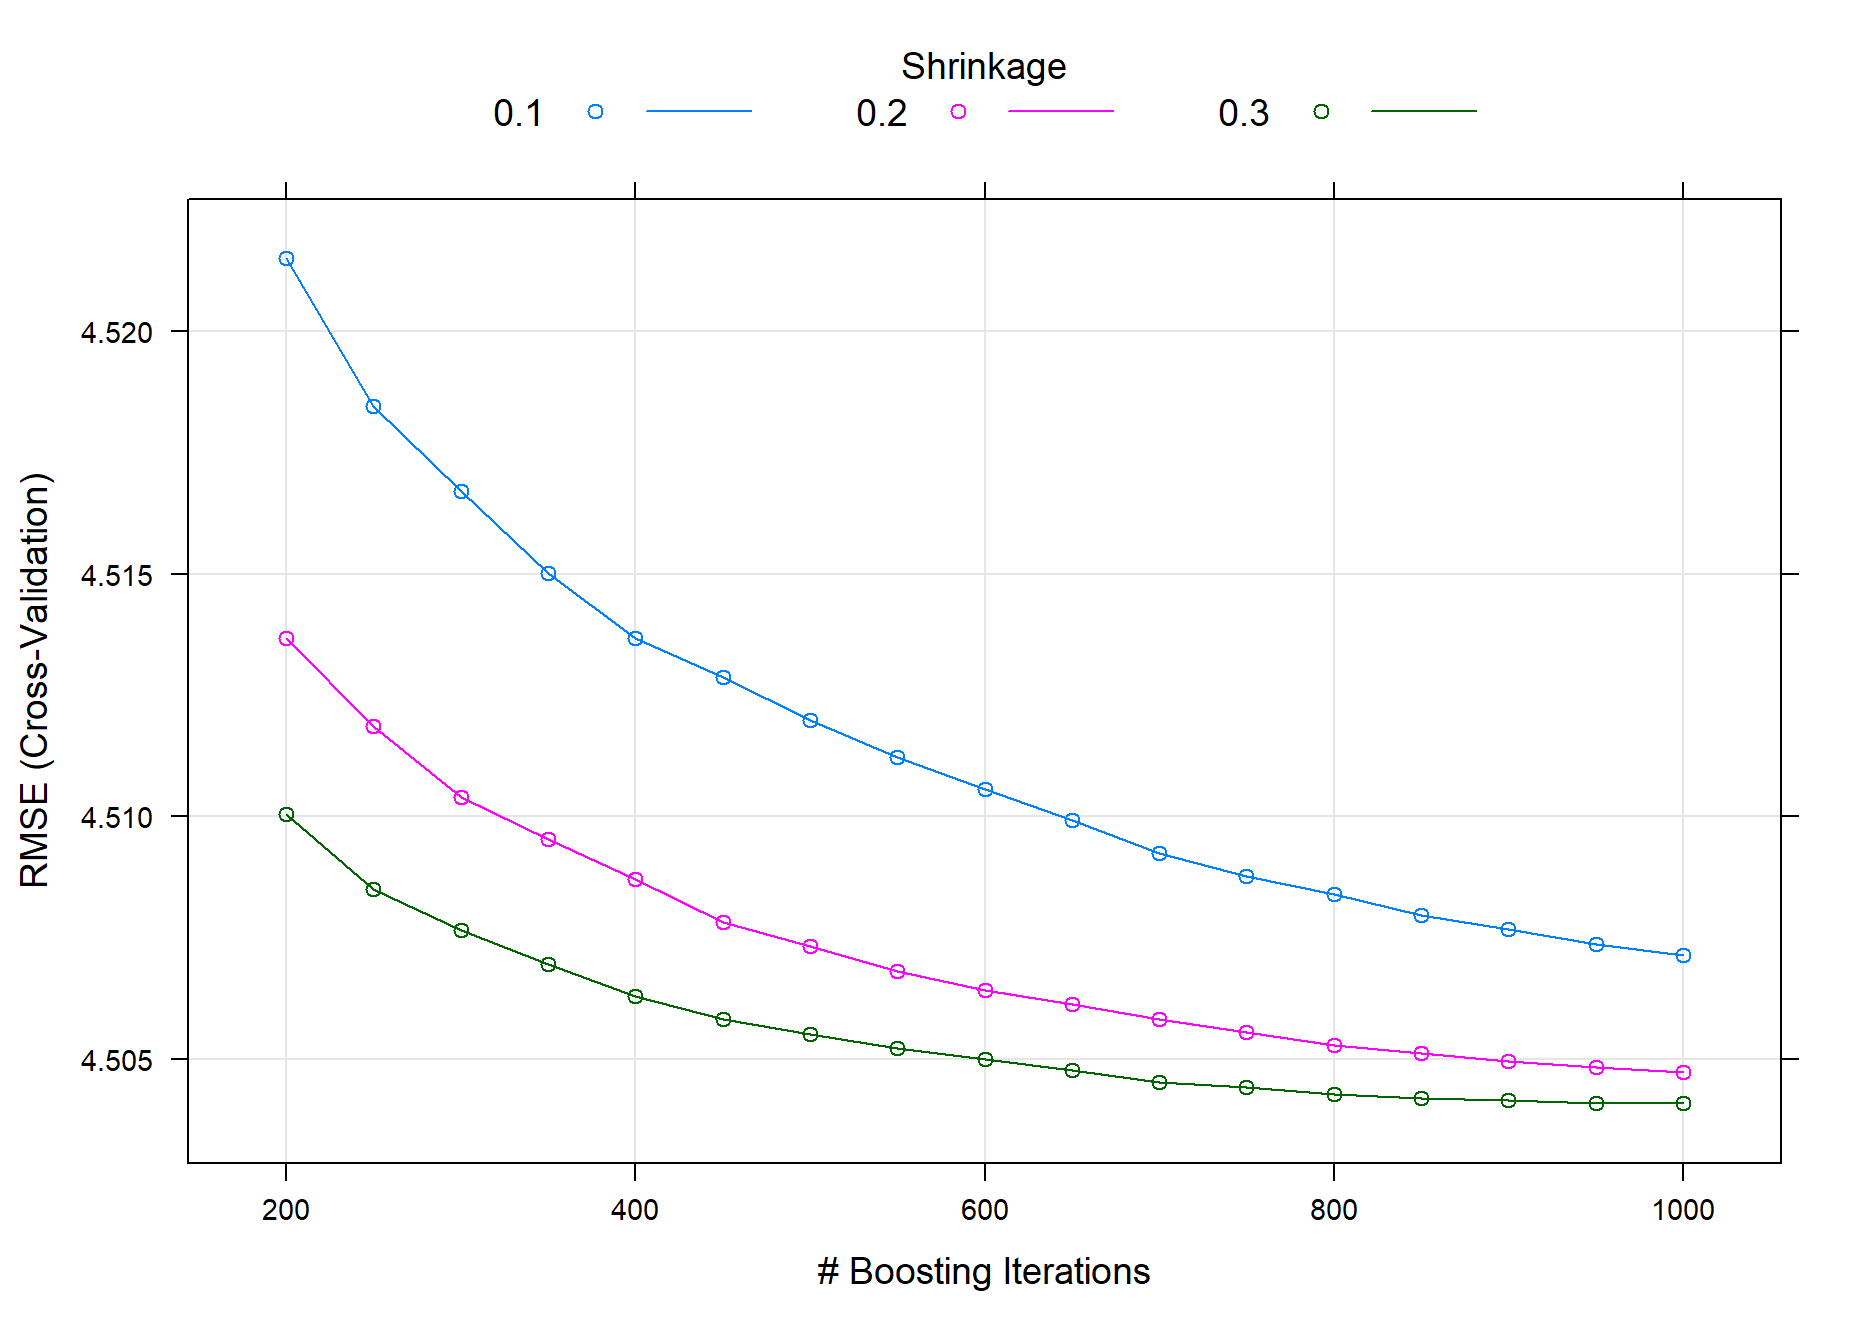 Shrinkage
0.1 0.2 0.3
4.520
4.515
4.510
4.505
RMSE (Cross-Validation)
200 400 600 800 1000
# Boosting Iterations